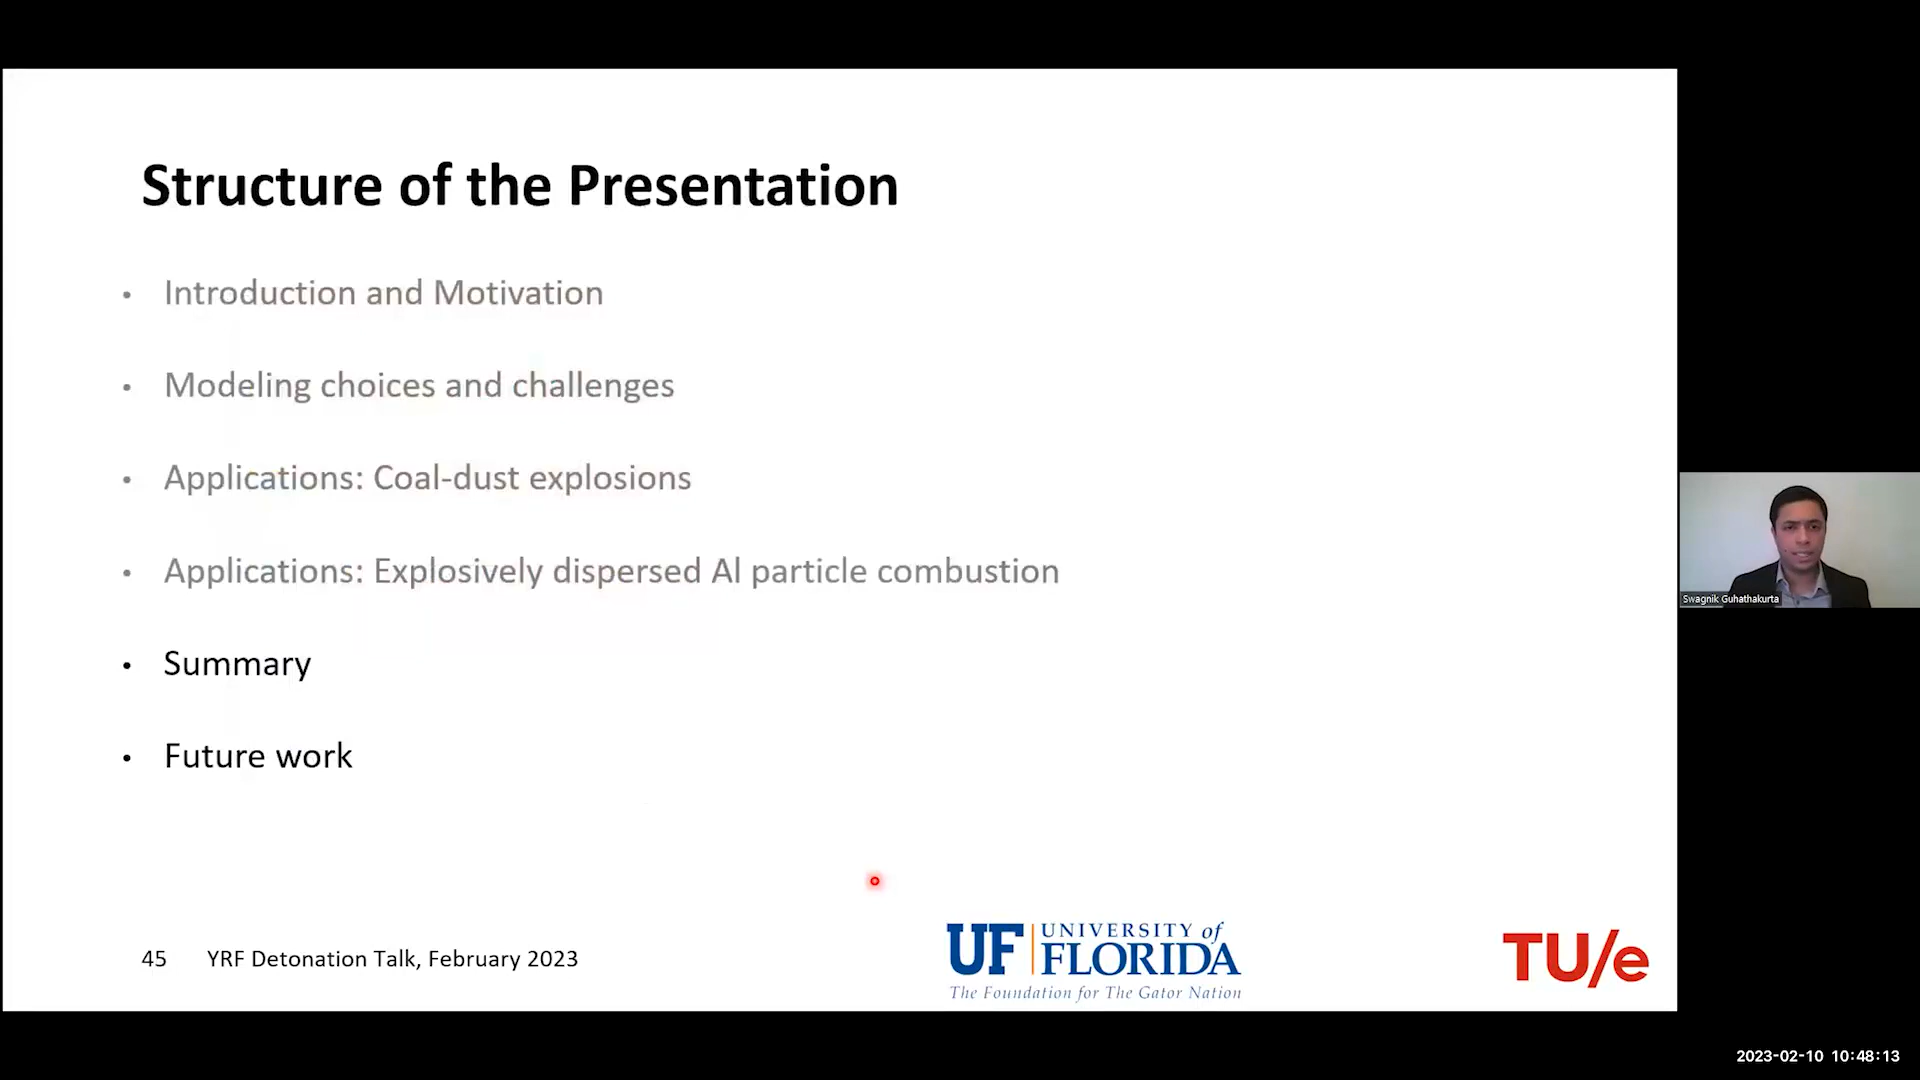 Structure of the Presentation
• Introduction and Motivation
• Modeling choices and challenges
• Applications: Coal-dust explosions
• Applications: Explosively dispersed Al particle combustion
• Summary
• Future work
Swagnik Guhathakurta
45 YRF Detonation Talk, February 2023
UF UNIVERSITY of
FLORIDA
The Foundation for The Gator Nation
TU/e
2023-02-10 10:48:13